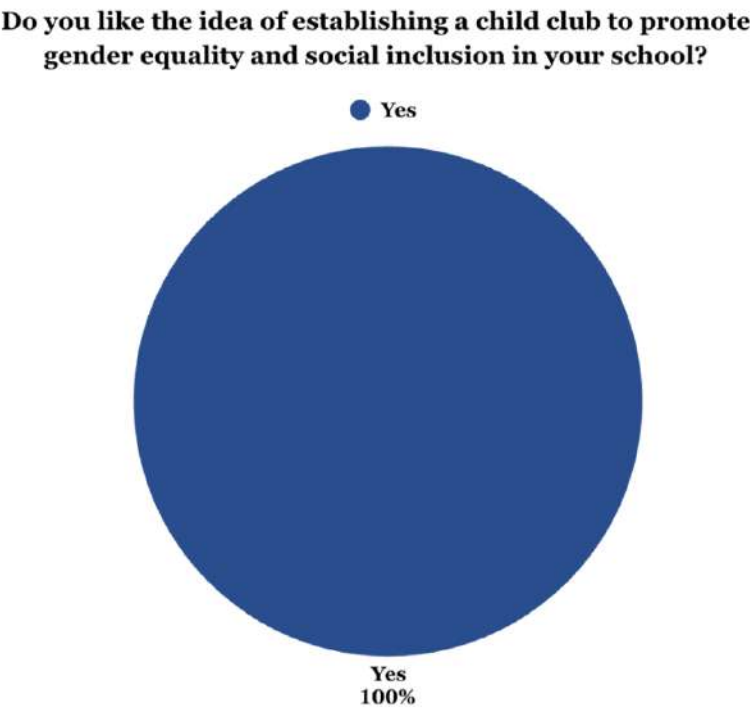 Do you like the idea of establishing a child club to promote
gender equality and social inclusion in your school?
Yes
Yes
100%